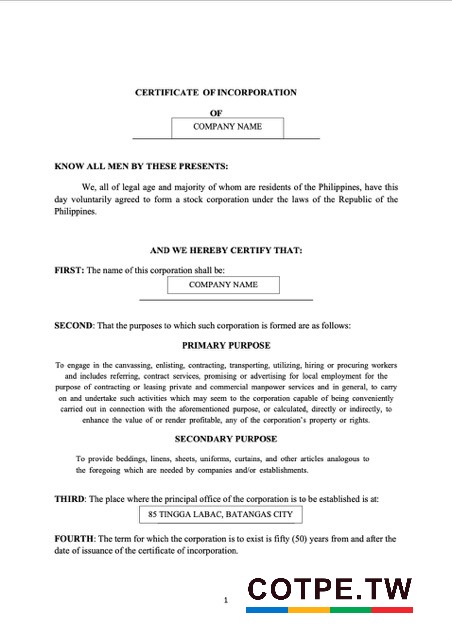 CERTIFICATE OF INCORPORATION
OF
COMPANY NAME
KNOW ALL MEN BY THESE PRESENTS:
We, all of legal age and majority of whom are residents of the Philippines, have this
day voluntarily agreed to form a stock corporation under the laws of the Republic of the
Philippines.
AND WE HEREBY CERTIFY THAT:
FIRST: The name of this corporation shall be:
COMPANY NAME
SECOND: That the purposes to which such corporation is formed are as follows:
PRIMARY PURPOSE
To engage in the canvassing, enlisting, contracting, transporting, utilizing, hiring or procuring workers
and includes referring, contract services, promising or advertising for local employment for the
purpose of contracting or leasing private and commercial manpower services and in general, to carry
on and undertake such activities which may seem to the corporation capable of being conveniently
carried out in connection with the aforementioned purpose, or calculated, directly or indirectly, to
enhance the value of or render profitable, any of the corporation's property or rights.
SECONDARY PURPOSE
To provide beddings, linens, sheets, uniforms, curtains, and other articles analogous to
the foregoing which are needed by companies and/or establishments.
THIRD: The place where the principal office of the corporation is to be established is at:
85 TINGGA LABAC, BATANGAS CITY
FOURTH: The term for which the corporation is to exist is fifty (50) years from and after the
date of issuance of the certificate of incorporation.
1
COTPE.TW